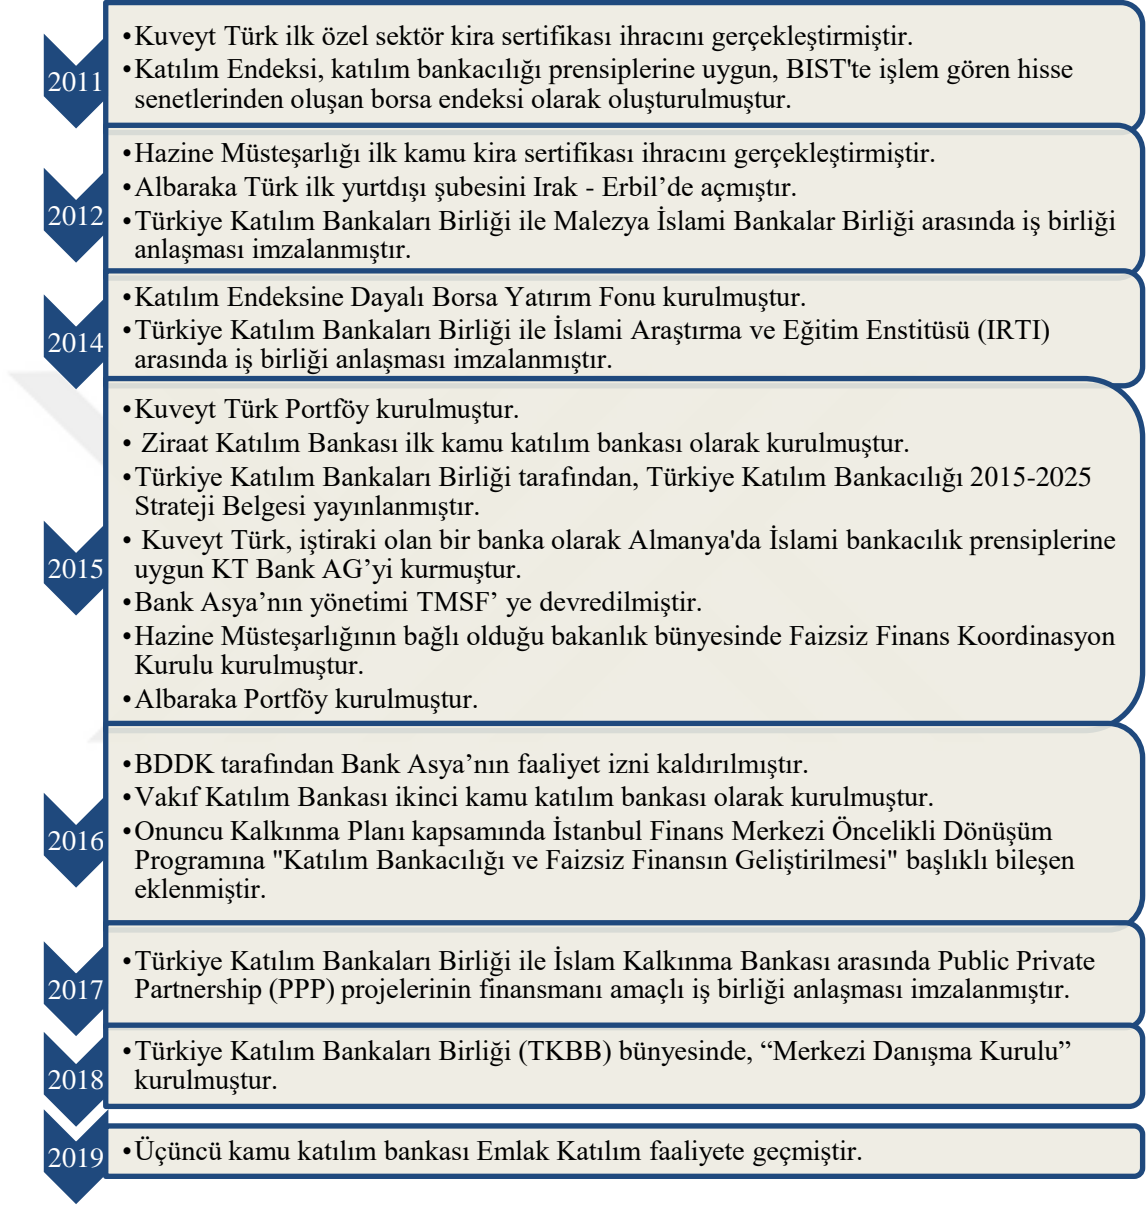 2011
•Kuveyt Türk ilk özel sektör kira sertifikası ihracını gerçekleştirmiştir.
•Katılım Endeksi, katılım bankacılığı prensiplerine uygun, BIST'te işlem gören hisse
senetlerinden oluşan borsa endeksi olarak oluşturulmuştur.
2012
•Hazine Müsteşarlığı ilk kamu kira sertifikası ihracını gerçekleştirmiştir.
•Albaraka Türk ilk yurtdışı şubesini Irak - Erbil’de açmıştır.
•Türkiye Katılım Bankaları Birliği ile Malezya İslami Bankalar Birliği arasında iş birliği
anlaşması imzalanmıştır.
2014
•Katılım Endeksine Dayalı Borsa Yatırım Fonu kurulmuştur.
•Türkiye Katılım Bankaları Birliği ile İslami Araştırma ve Eğitim Enstitüsü (IRTI)
arasında iş birliği anlaşması imzalanmıştır.
2015
•Kuveyt Türk Portföy kurulmuştur.
• Ziraat Katılım Bankası ilk kamu katılım bankası olarak kurulmuştur.
•Türkiye Katılım Bankaları Birliği tarafından, Türkiye Katılım Bankacılığı 2015-2025
Strateji Belgesi yayınlanmıştır.
• Kuveyt Türk, iştiraki olan bir banka olarak Almanya'da İslami bankacılık prensiplerine
uygun KT Bank AG’yi kurmuştur.
•Bank Asya’nın yönetimi TMSF’ ye devredilmiştir.
•Hazine Müsteşarlığının bağlı olduğu bakanlık bünyesinde Faizsiz Finans Koordinasyon
Kurulu kurulmuştur.
•Albaraka Portföy kurulmuştur.
2016
•BDDK tarafından Bank Asya’nın faaliyet izni kaldırılmıştır.
•Vakıf Katılım Bankası ikinci kamu katılım bankası olarak kurulmuştur.
•Onuncu Kalkınma Planı kapsamında İstanbul Finans Merkezi Öncelikli Dönüşüm
Programına "Katılım Bankacılığı ve Faizsiz Finansın Geliştirilmesi" başlıklı bileşen
eklenmiştir.
2017
•Türkiye Katılım Bankaları Birliği ile İslam Kalkınma Bankası arasında Public Private
Partnership (PPP) projelerinin finansmanı amaçlı iş birliği anlaşması imzalanmıştır.
2018
•Türkiye Katılım Bankaları Birliği (TKBB) bünyesinde, “Merkezi Danışma Kurulu”
kurulmuştur.
2019
•Üçüncü kamu katılım bankası Emlak Katılım faaliyete geçmiştir.